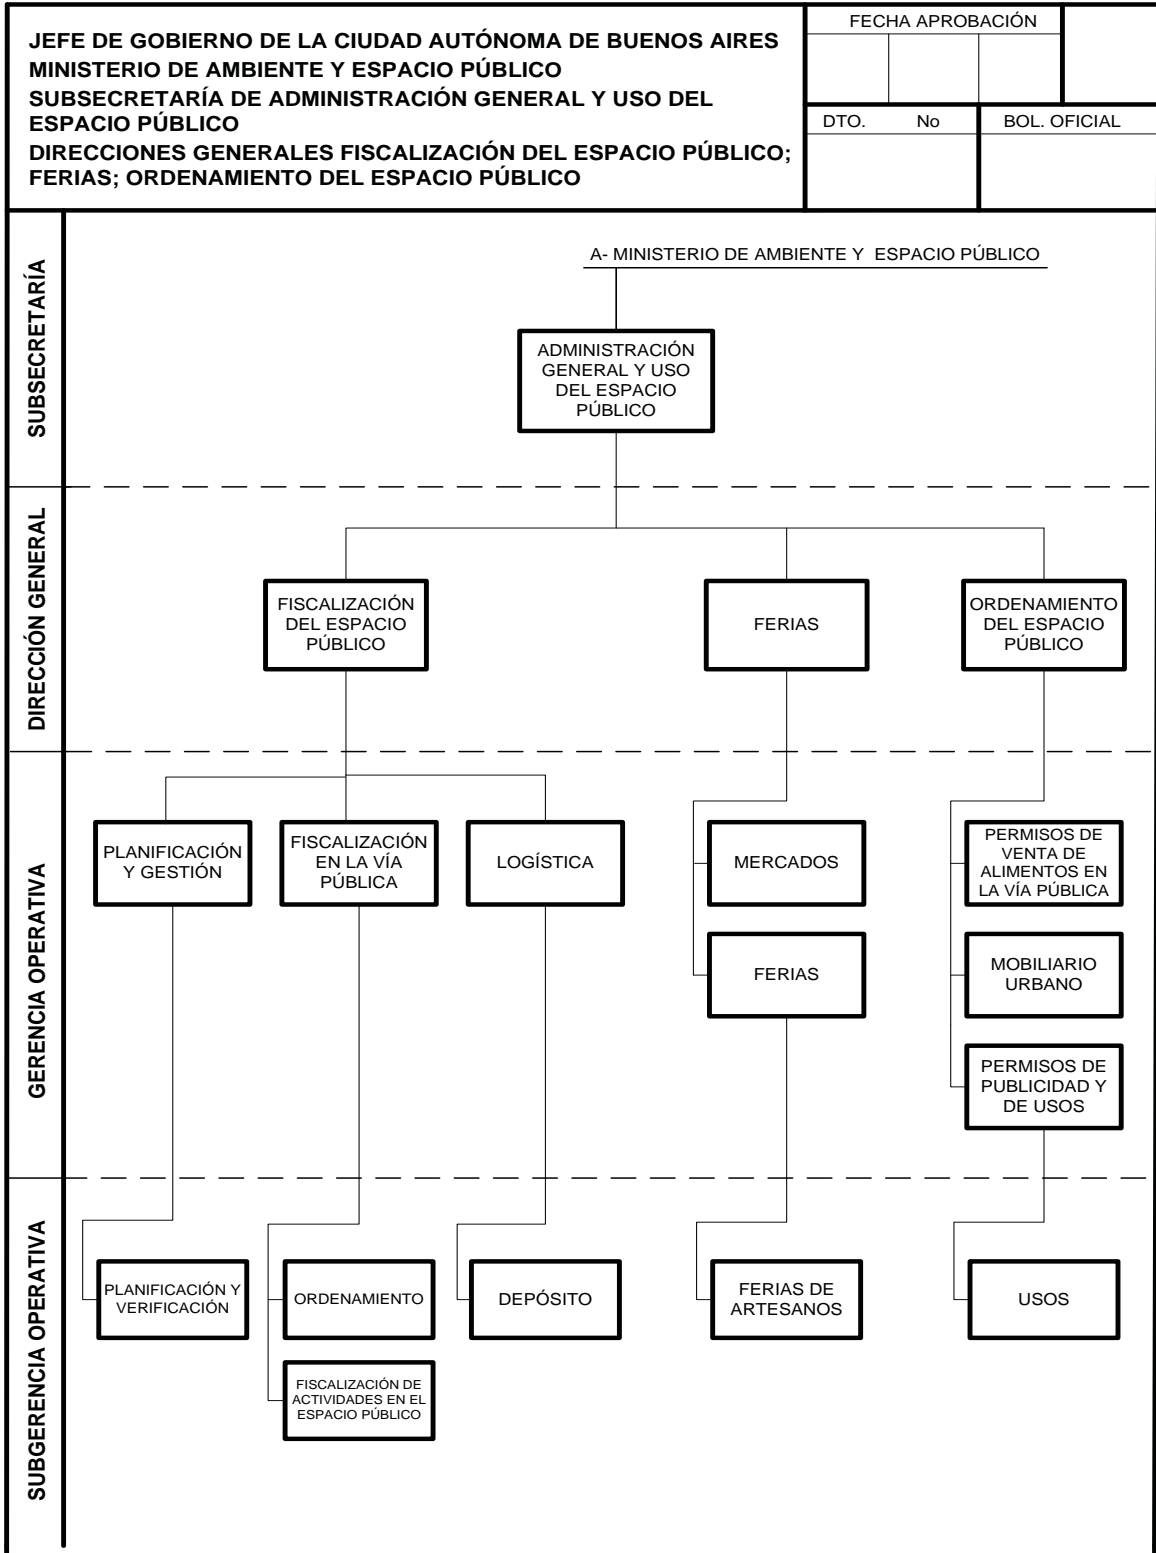 JEFE DE GOBIERNO DE LA CIUDAD AUTÓNOMA DE BUENOS AIRES
MINISTERIO DE AMBIENTE Y ESPACIO PÚBLICO
SUBSECRETARÍA DE ADMINISTRACIÓN GENERAL Y USO DEL
ESPACIO PÚBLICO
DIRECCIONES GENERALES FISCALIZACIÓN DEL ESPACIO PÚBLICO;
FERIAS; ORDENAMIENTO DEL ESPACIO PÚBLICO
FECHA APROBACIÓN
DTO. No
BOL. OFICIAL
SUBSECRETARÍA
A- MINISTERIO DE AMBIENTE Y ESPACIO PÚBLICO
ADMINISTRACIÓN
GENERAL Y USO
DEL ESPACIO
PÚBLICO
DIRECCIÓN GENERAL
FISCALIZACIÓN
DEL ESPACIO
PÚBLICO
FERIAS
ORDENAMIENTO
DEL ESPACIO
PÚBLICO
GERENCIA OPERATIVA
PLANIFICACIÓN
Y GESTIÓN
FISCALIZACIÓN
EN LA VÍA
PÚBLICA
LOGÍSTICA
MERCADOS
PERMISOS DE
VENTA DE
ALIMENTOS EN
LA VÍA PÚBLICA
FERIAS
MOBILIARIO
URBANO
PERMISOS DE
PUBLICIDAD Y
DE USOS
SUBGERENCIA OPERATIVA
PLANIFICACIÓN Y
VERIFICACIÓN
ORDENAMIENTO
DEPÓSITO
FERIAS DE
ARTESANOS
USOS
FISCALIZACIÓN DE
ACTIVIDADES EN EL
ESPACIO PÚBLICO